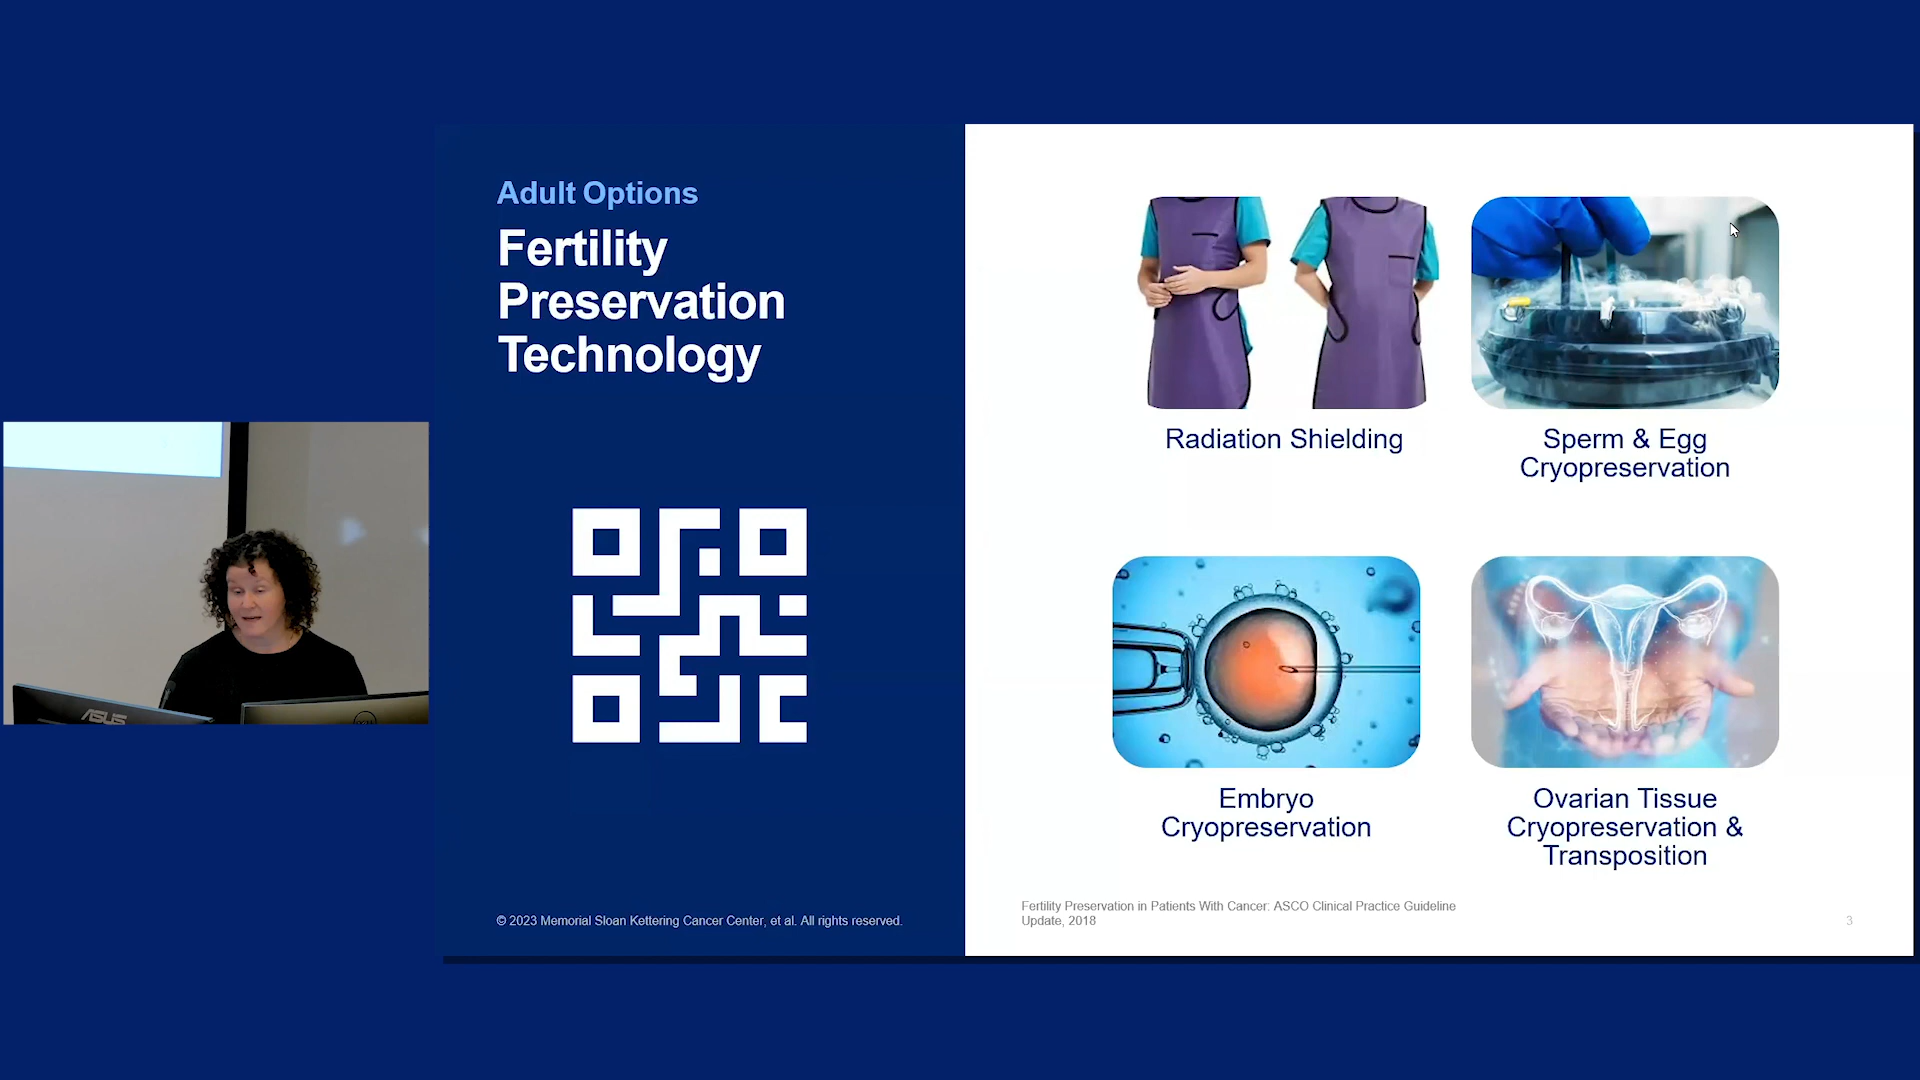 Adult Options
Fertility
Preservation
Technology
© 2023 Memorial Sloan Kettering Cancer Center, et al. All rights reserved.
Radiation Shielding
Sperm & Egg
Cryopreservation
Embryo
Cryopreservation
Ovarian Tissue
Cryopreservation &
Transposition
Fertility Preservation in Patients With Cancer: ASCO Clinical Practice Guideline
Update, 2018
3
ASUS